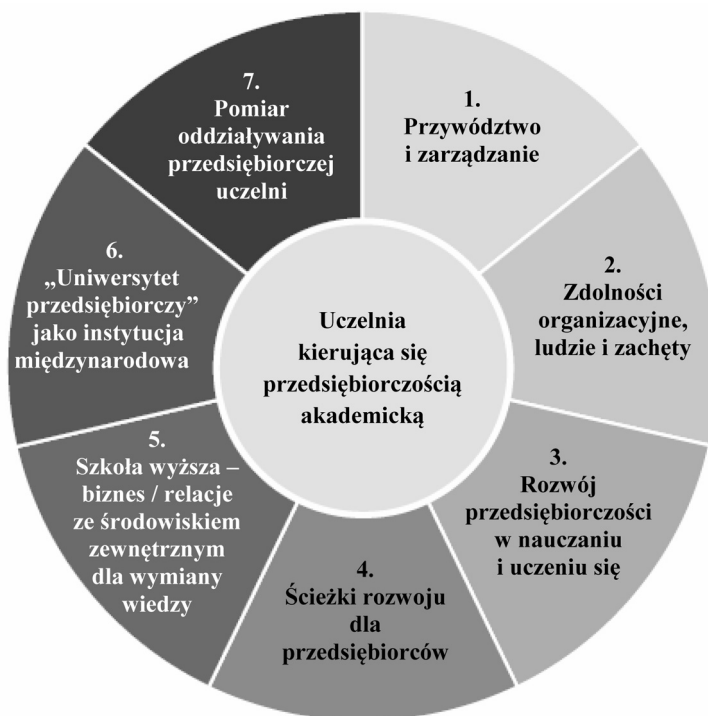 1.
Przywództwo
i zarządzanie
2.
Zdolności
organizacyjne,
ludzie i zachęty
3.
Rozwój
przedsiębiorczości
w nauczaniu
i uczeniu się
4.
Ścieżki rozwoju
dla
przedsiębiorców
5.
Szkoła wyższa –
biznes / relacje
ze środowiskiem
zewnętrznym
dla wymiany
wiedzy
6.
„Uniwersytet
przedsiębiorczy”
jako instytucja
międzynarodowa
7.
Pomiar
oddziaływania
przedsiębiorczej
uczelni
Uczelnia
kierująca się
przedsiębiorczością
akademicką